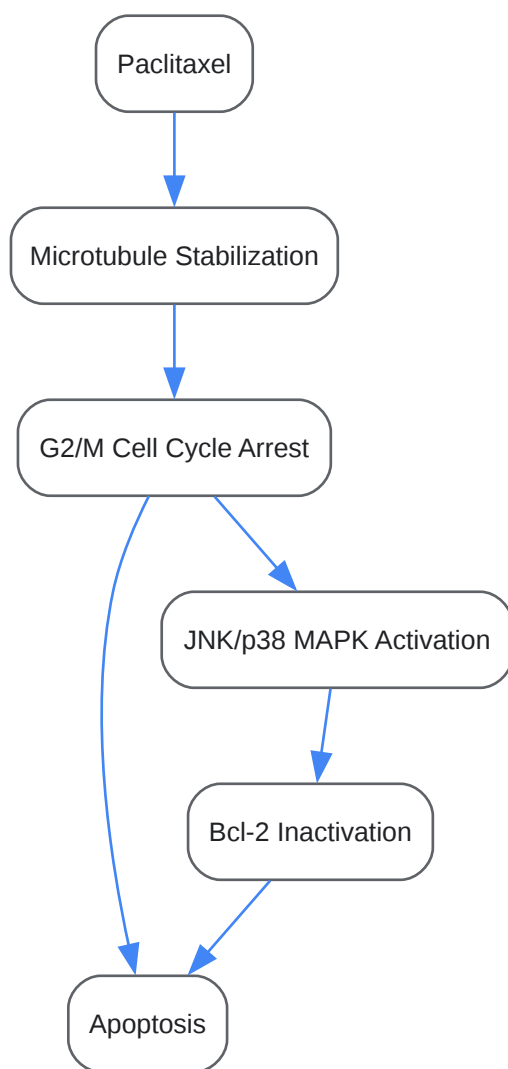 Paclitaxel
Microtubule Stabilization
G2/M Cell Cycle Arrest
JNK/p38 MAPK Activation
Bcl-2 Inactivation
Apoptosis